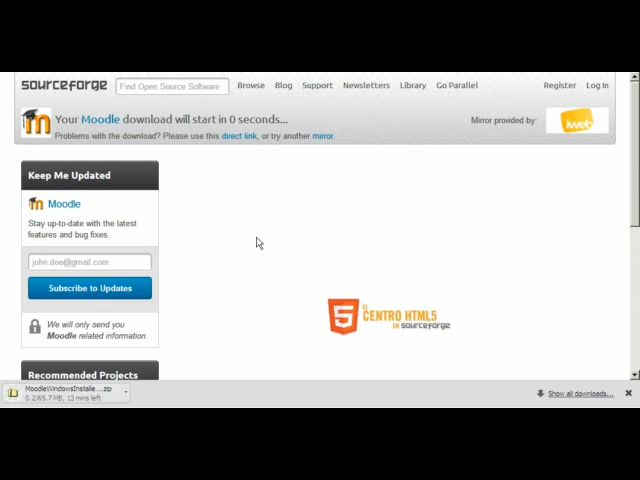 sourceforge
Find Open Source Software
Browse Blog Support Newsletters Library Go Parallel Register Log In
Your Moodle download will start in 0 seconds...
Problems with the download? Please use this direct link, or try another mirror.
Mirror provided by:
iweb
Keep Me Updated
Moodle
Stay up-to-date with the latest
features and bug fixes.
john.doe@gmail.com
Subscribe to Updates
We will only send you
Moodle related information.
EL
CENTRO HTML5
EN sourceforge
Recommended Projects
MoodleWindowsInstalle....zip
0.2/65.7 MB, 13 mins left
Show all downloads...